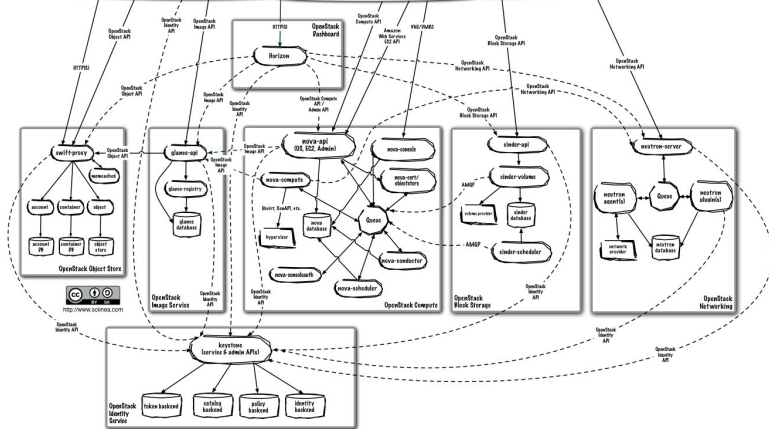 OpenStack
Identity
API
OpenStack
Image API
OpenStack
Object API
HTTP(S)
OpenStack
Compute API
Amazon
Web Services
EC2 API
VNC/VMRC
OpenStack
Block Storage API
OpenStack
Networking API
HTTP(S)
OpenStack
Dashboard
Horizon
OpenStack
Object API
OpenStack
Image API
OpenStack
Identity
API
OpenStack Compute
API /
Admin API
OpenStack
Block Storage API
OpenStack
Networking API
OpenStack
Networking API
swift-proxy
OpenStack
Object API
memcached
account
container
object
account
DB
container
DB
object
store
OpenStack Object Store
glance-api
glance-registry
glance
database
OpenStack
Image Service
OpenStack
Identity
API
OpenStack
Image
API
OpenStack
Image API
nova-api
(OS, EC2, Admin)
nova-console
nova-compute
nova-cert/
objectstore
libvirt, XenAPI, etc.
hypervisor
nova
database
Queue
nova-consoleauth
nova-conductor
nova-scheduler
OpenStack
Identity
API
OpenStack Compute
cinder-api
cinder-volume
AMQP
volume provider
cinder
database
AMQP
cinder-scheduler
OpenStack
Block Storage
OpenStack
Identity
API
neutron-server
neutron
agent(s)
Queue
neutron
plugin(s)
network
provider
neutron
database
OpenStack
Networking
cc
BY SA
http://www.solinea.com
OpenStack
Identity API
OpenStack
Identity
API
OpenStack
Identity
API
keystone
(service & admin APIs)
token backend
catalog
backend
policy
backend
identity
backend
OpenStack
Identity
Service